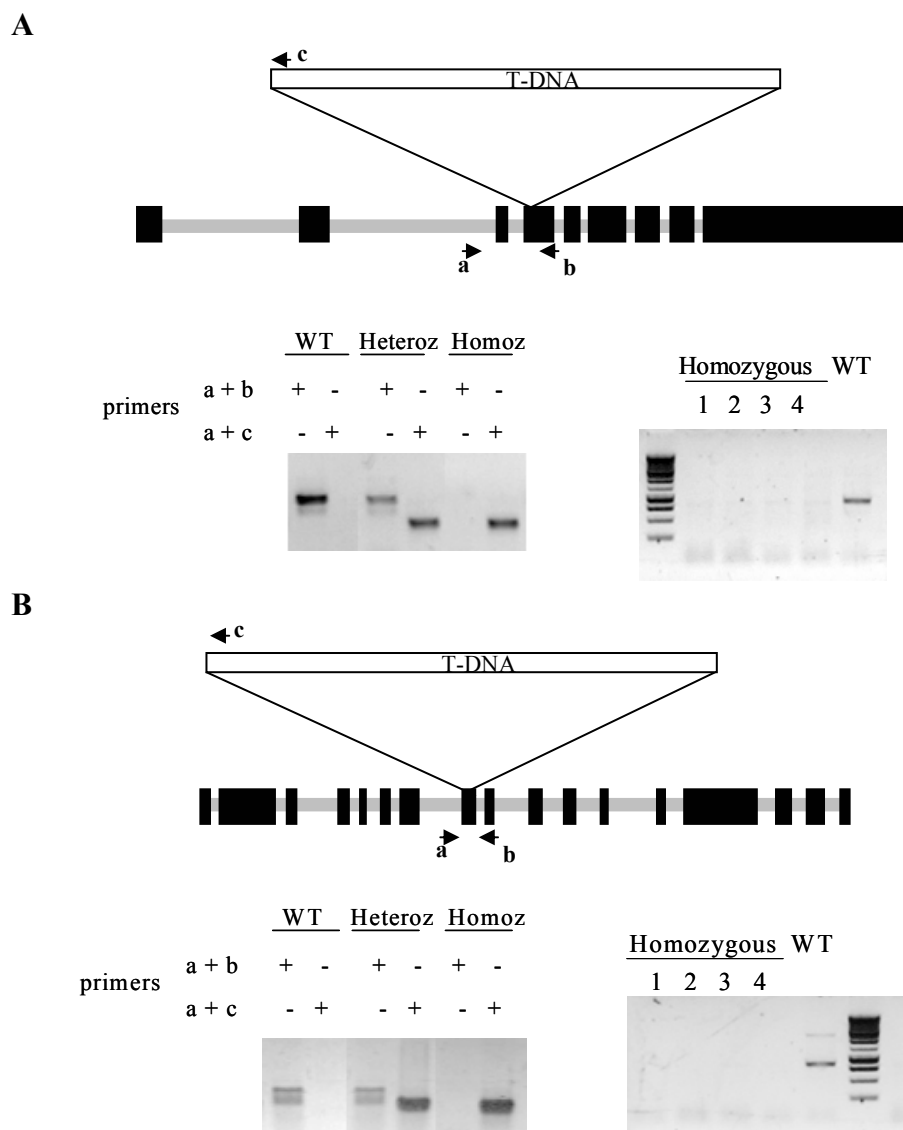 A
c
T-DNA
a
b
WT Heteroz Homoz
Homozygous WT
a + b + - + - + -
1 2 3 4
primers
a + c - + - + - +
B
c
T-DNA
a
b
WT Heteroz Homoz
Homozygous WT
a + b + - + - + -
primers
1 2 3 4
a + c - + - + - +